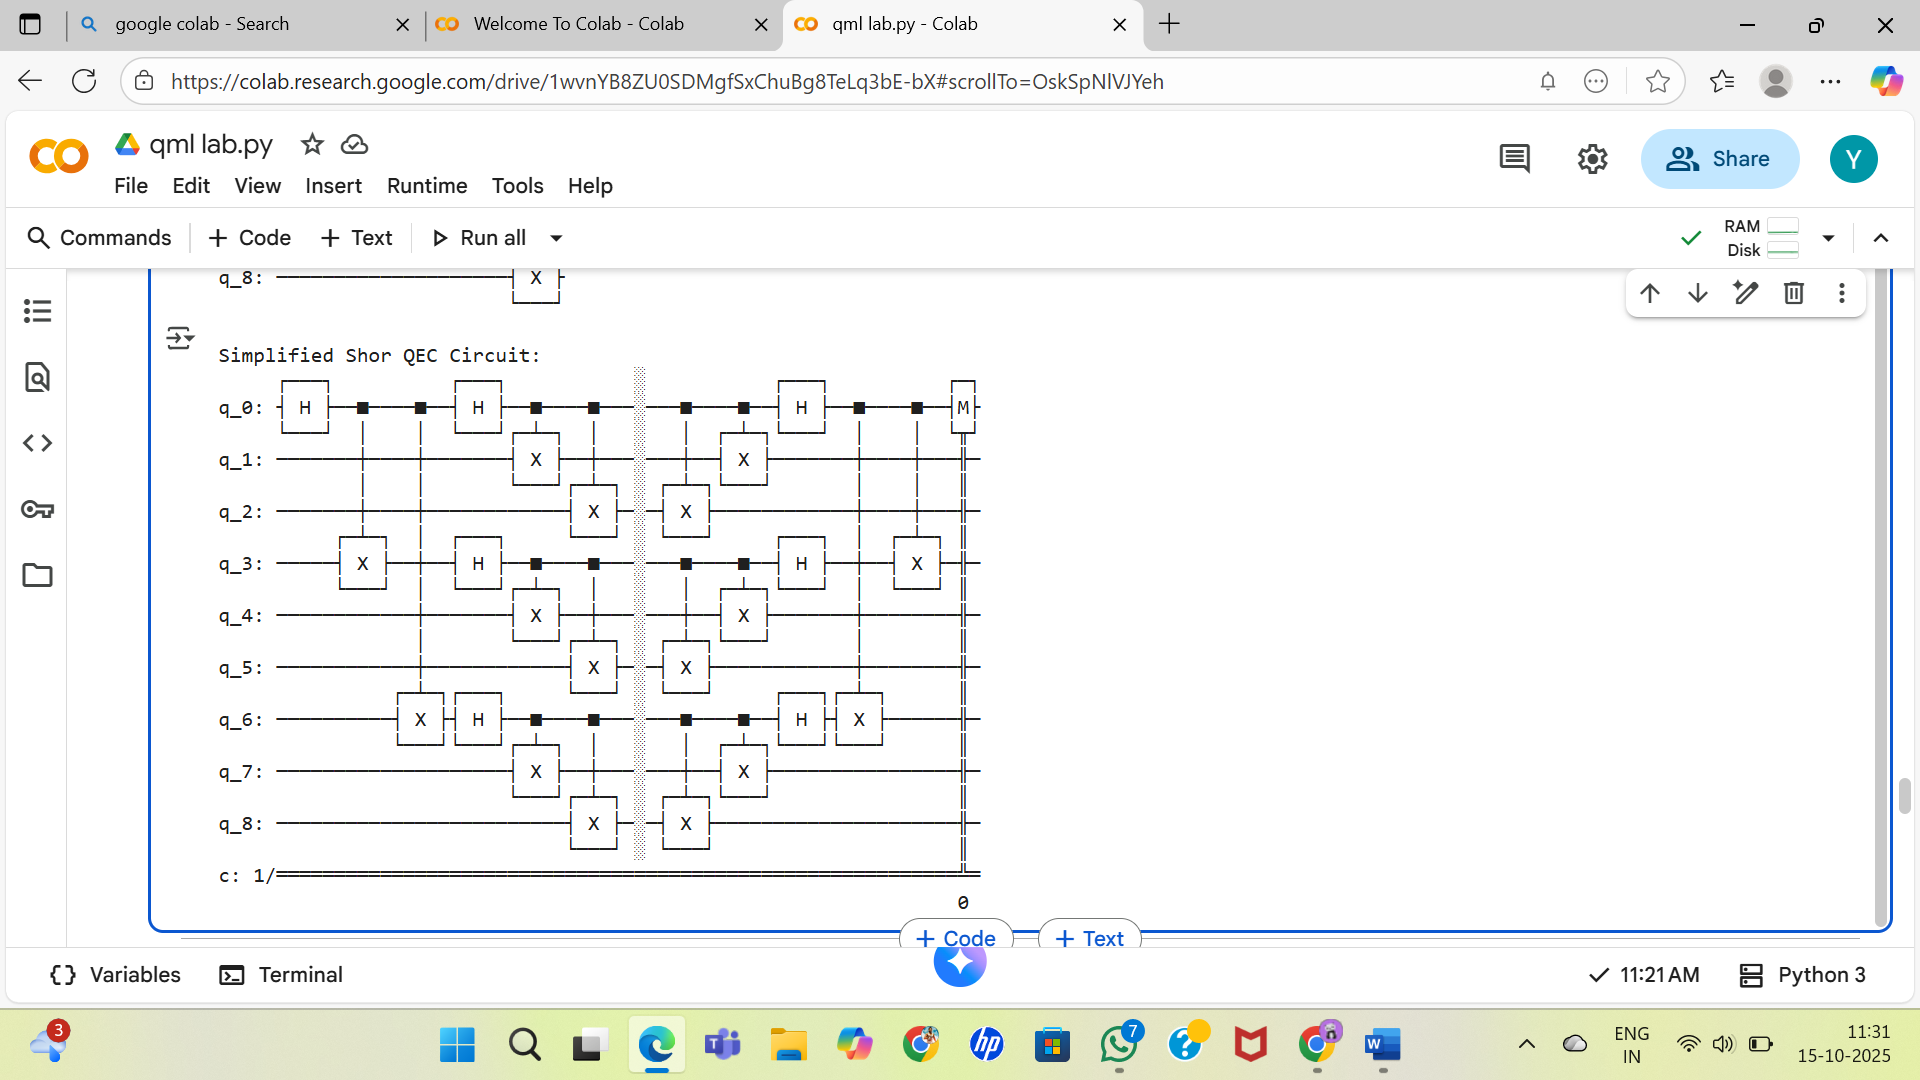 google colab - Search
Welcome To Colab - Colab
qml lab.py - Colab
https://colab.research.google.com/drive/1wvnYB8ZU0SDMgfSxChuBg8TeLq3bE-bX#scrollTo=OskSpNlVJYeh
qml lab.py
File Edit View Insert Runtime Tools Help
Share
Y
Commands + Code + Text Run all
RAM
Disk
q_8: X
Simplified Shor QEC Circuit:
q_0: H H H M
q_1: X X
q_2: X X
q_3: X H H X
q_4: X X
q_5: X X
q_6: X H H X
q_7: X X
q_8: X X
c: 1/
0
+ Code + Text
Variables Terminal
11:21 AM Python 3
3
7
ENG
IN
11:31
15-10-2025